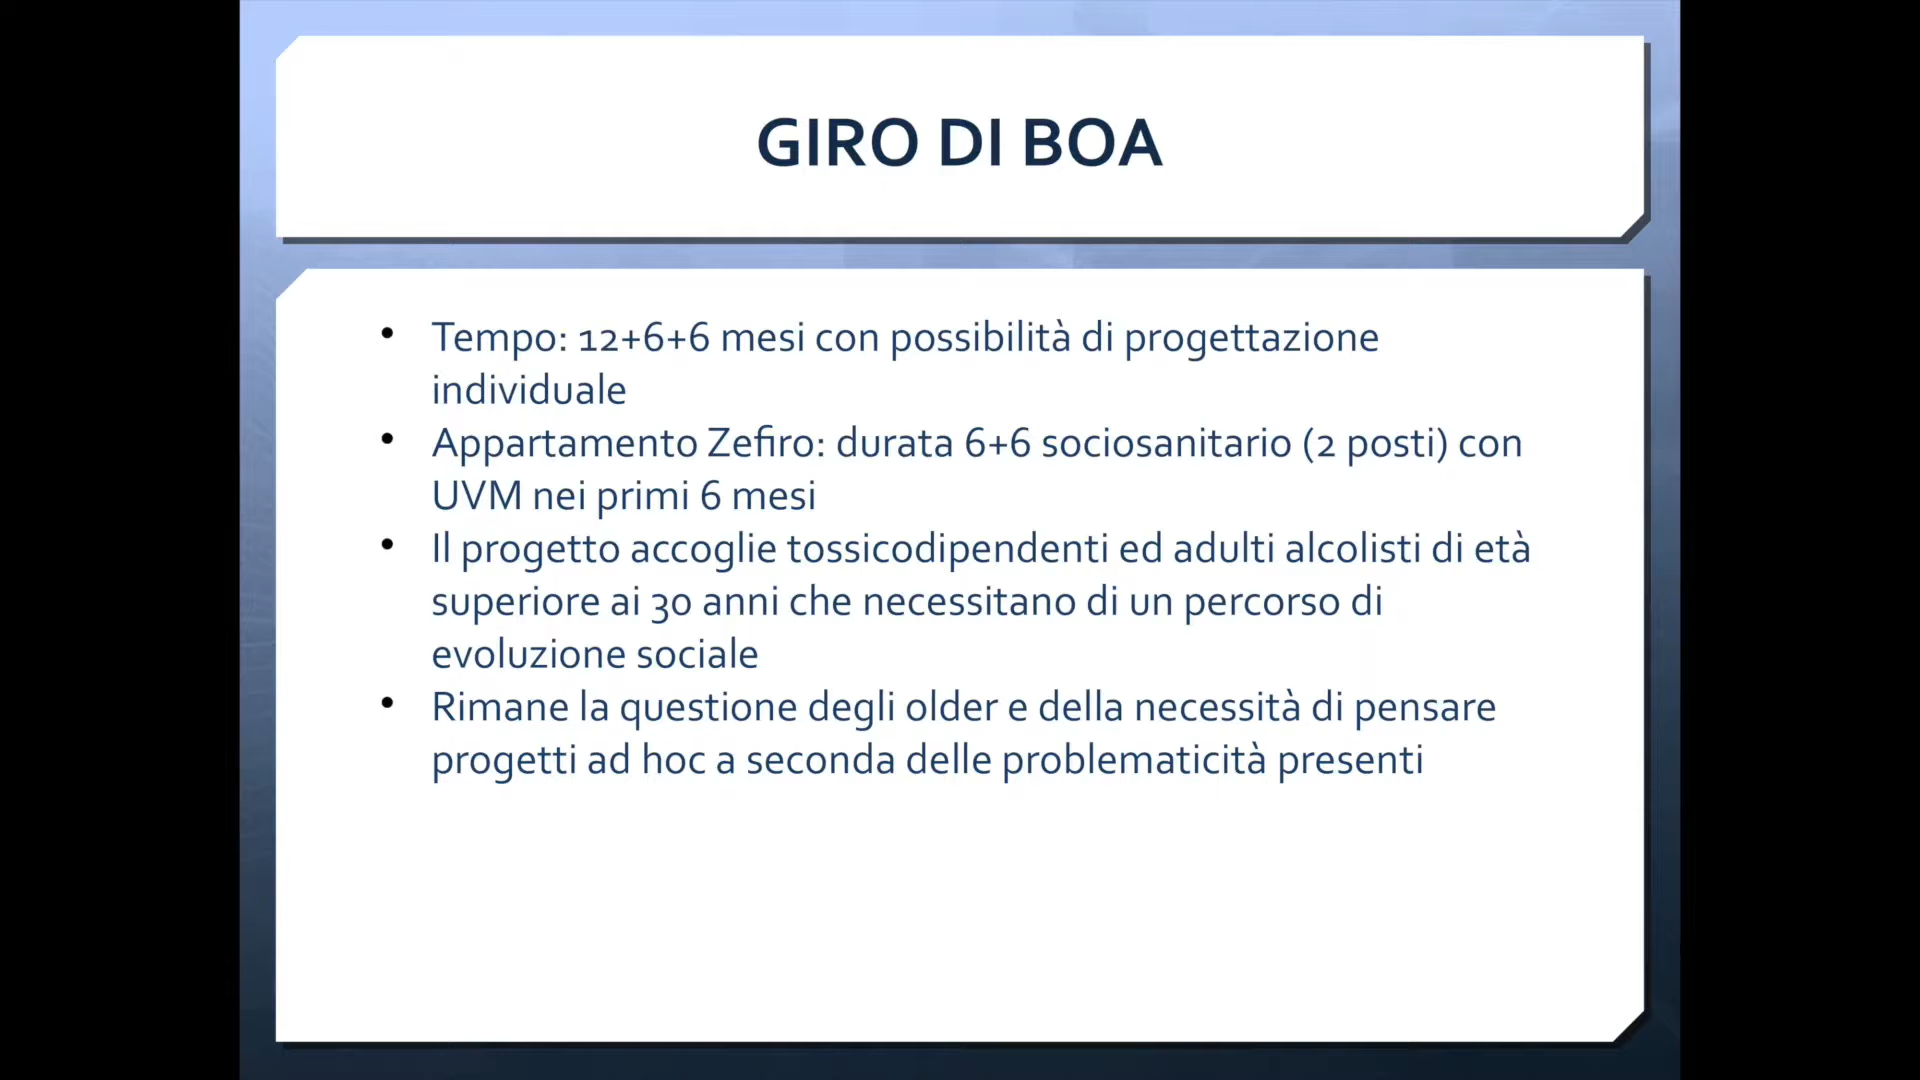 GIRO DI BOA
• Tempo: 12+6+6 mesi con possibilità di progettazione
individuale
• Appartamento Zefiro: durata 6+6 sociosanitario (2 posti) con
UVM nei primi 6 mesi
• Il progetto accoglie tossicodipendenti ed adulti alcolisti di età
superiore ai 30 anni che necessitano di un percorso di
evoluzione sociale
• Rimane la questione degli older e della necessità di pensare
progetti ad hoc a seconda delle problematicità presenti